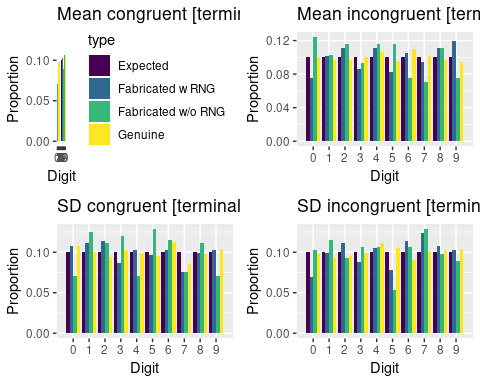 Mean congruent [termin
Mean incongruent [tern
type
Expected
Fabricated w RNG
Fabricated w/o RNG
Genuine
Proportion
0.10
0.05
0.00
Digit
Proportion
0.12
0.08
0.04
0.00
0 1 2 3 4 5 6 7 8 9
Digit
SD congruent [terminal
SD incongruent [termin
Proportion
0.10
0.05
0.00
0 1 2 3 4 5 6 7 8 9
Digit
Proportion
0.10
0.05
0.00
0 1 2 3 4 5 6 7 8 9
Digit